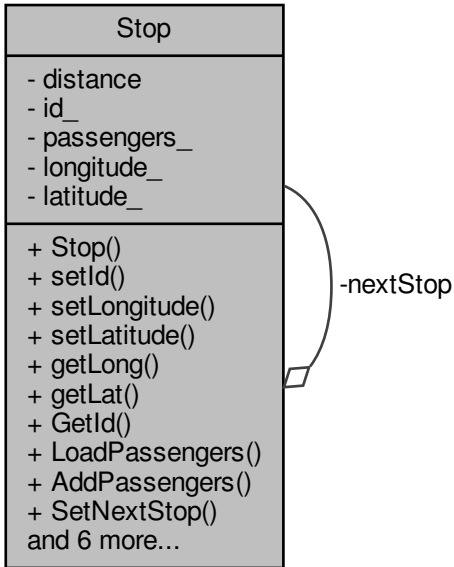 Stop
- distance
- id_
- passengers_
- longitude_
- latitude_
+ Stop()
+ setId()
+ setLongitude()
+ setLatitude()
+ getLong()
+ getLat()
+ GetId()
+ LoadPassengers()
+ AddPassengers()
+ SetNextStop()
and 6 more...
-nextStop